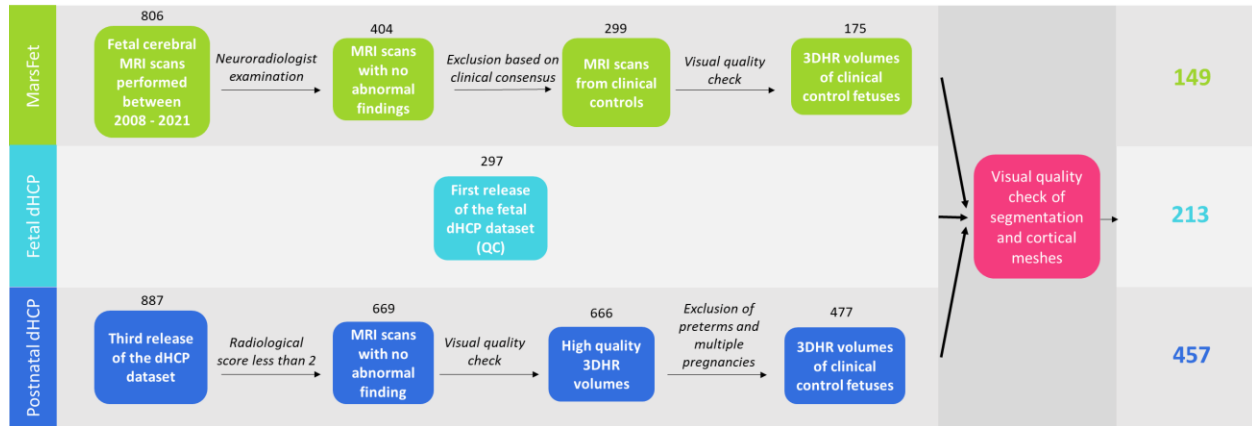 MarsFet
806
Fetal cerebral
MRI scans
performed
between
2008 - 2021
Neuroradiologist
examination
404
MRI scans
with no
abnormal
findings
Exclusion based on
clinical consensus
299
MRI scans
from clinical
controls
Visual quality
check
175
3DHR volumes
of clinical
control fetuses
149
Fetal dHCP
297
First release
of the fetal
dHCP dataset
(QC)
Visual quality
check of
segmentation
and cortical
meshes
213
Postnatal dHCP
887
Third release
of the dHCP
dataset
Radiological
score less than 2
669
MRI scans
with no
abnormal
finding
Visual quality
check
666
High quality
3DHR
volumes
Exclusion of
preterms and
multiple
pregnancies
477
3DHR volumes
of clinical
control fetuses
457